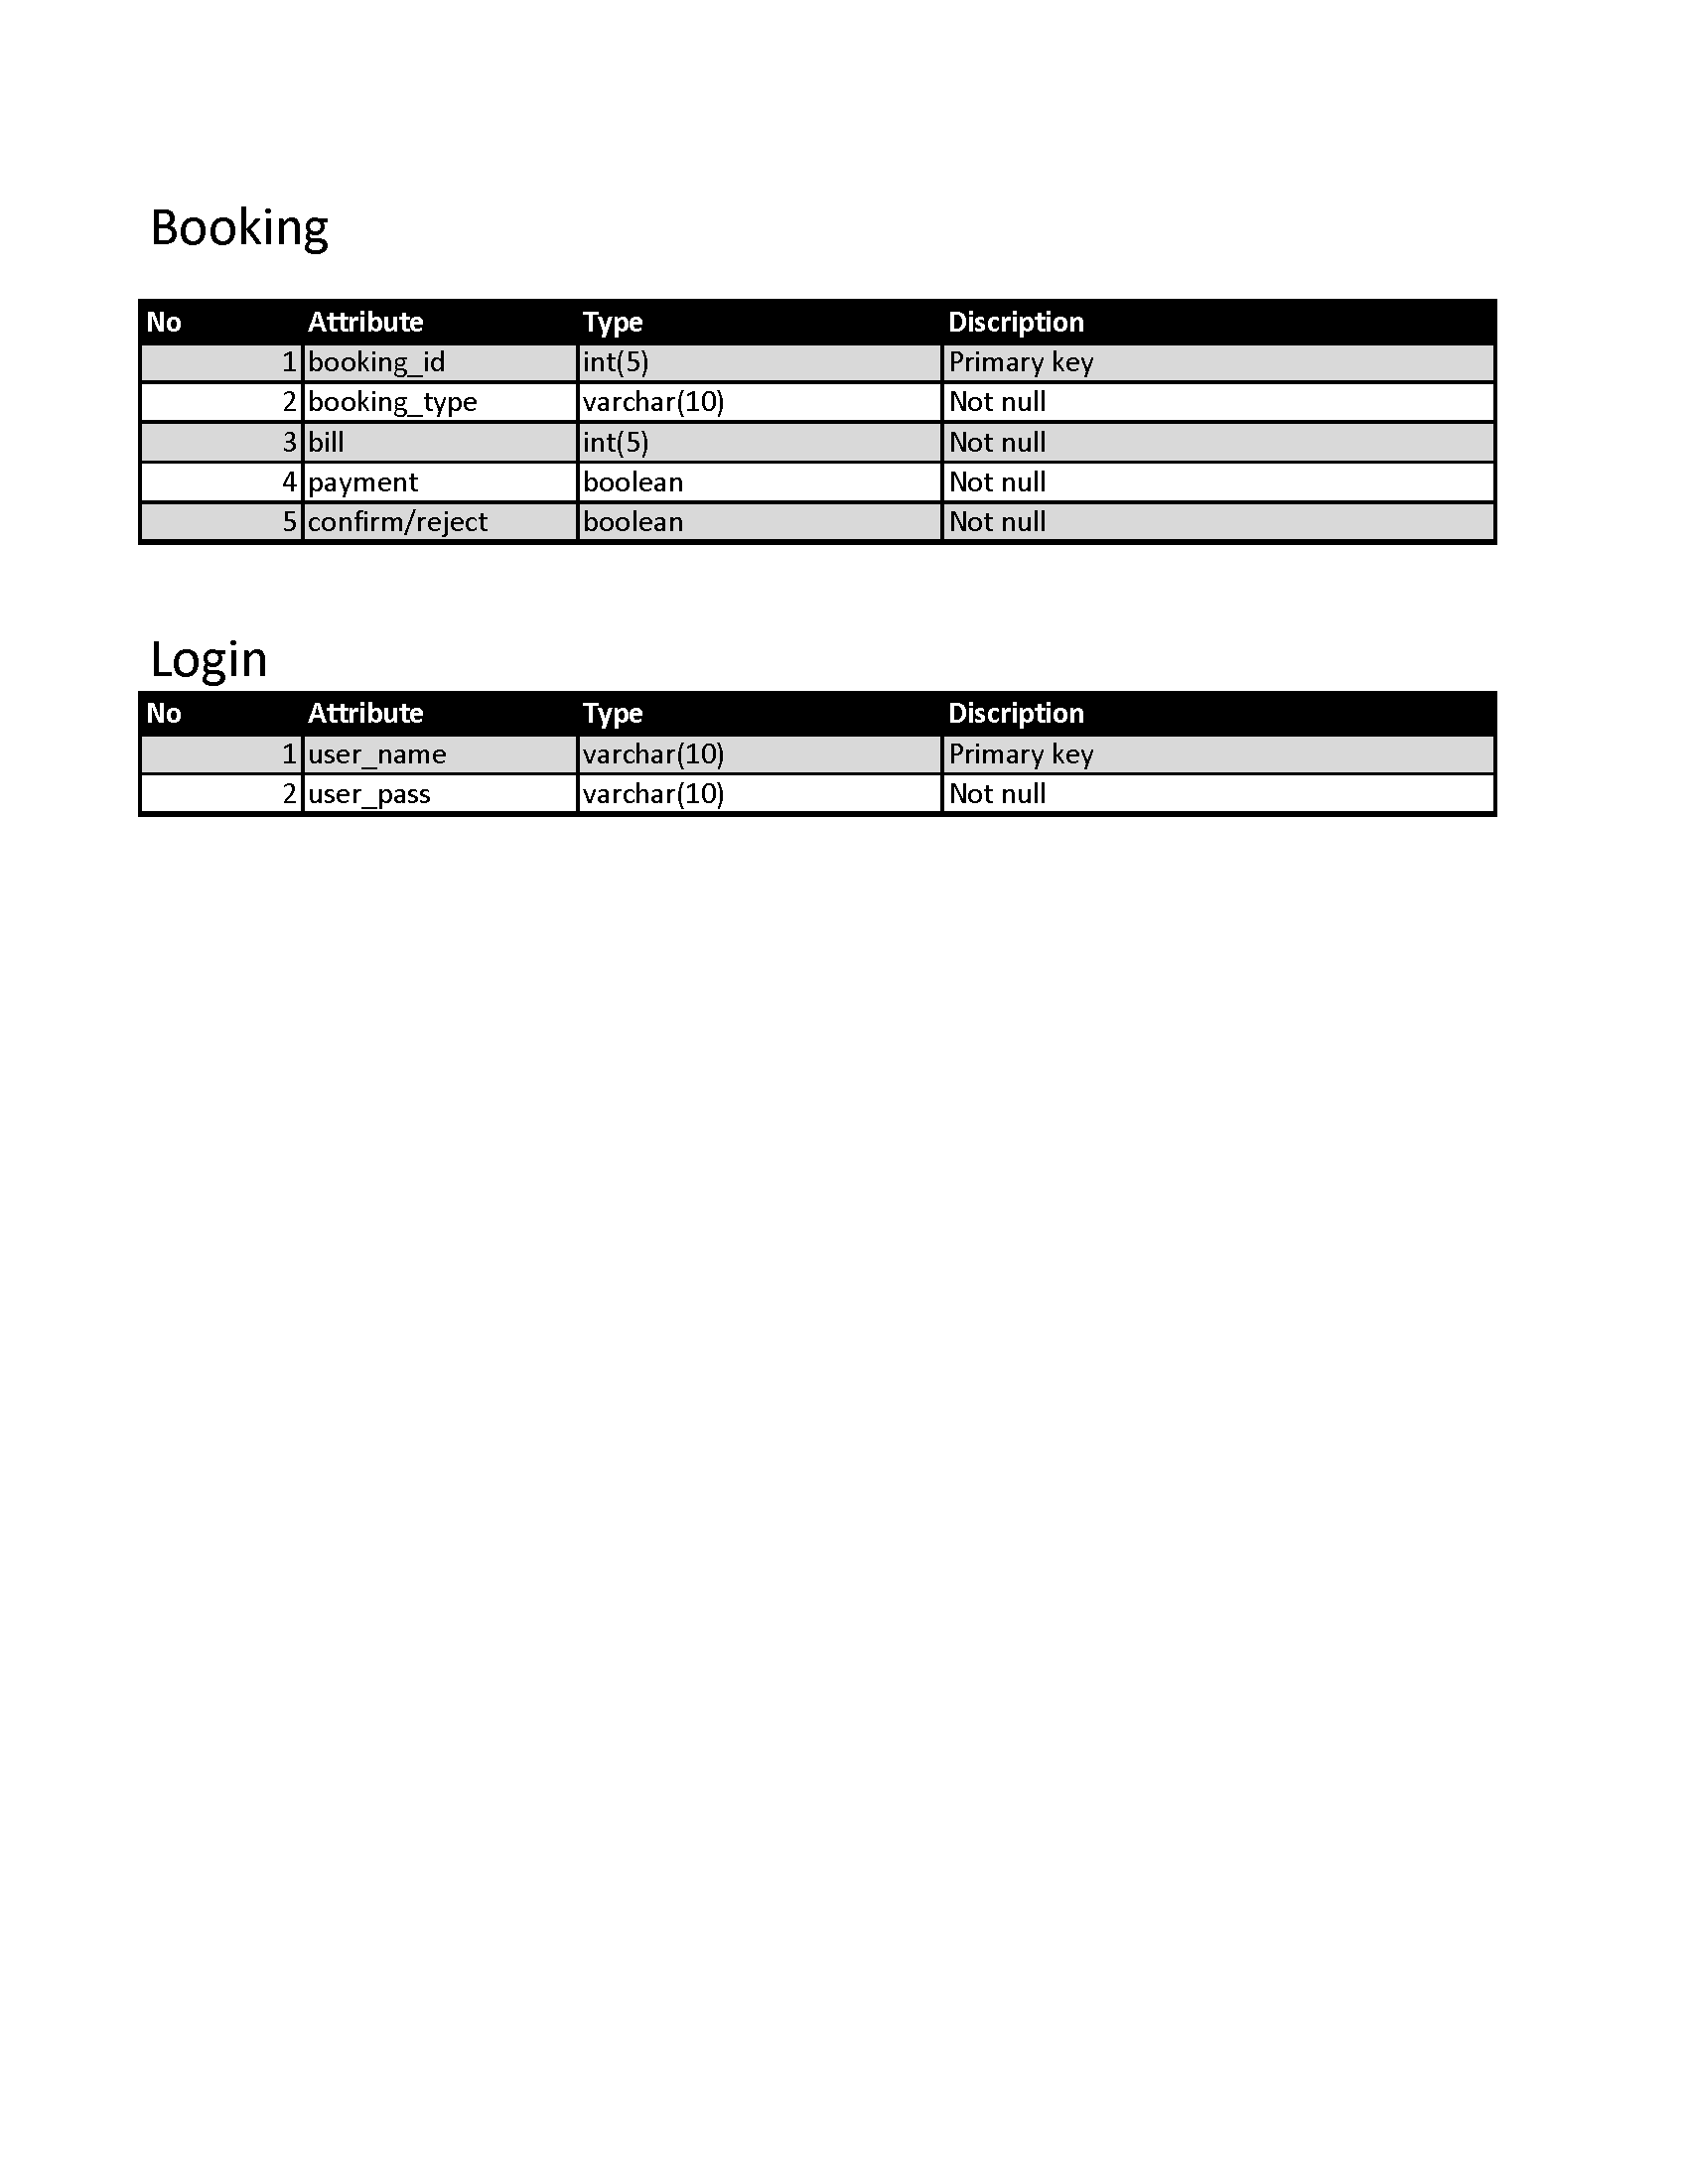 Booking
No Attribute Type Discription
1 booking_id int(5) Primary key
2 booking_type varchar(10) Not null
3 bill int(5) Not null
4 payment boolean Not null
5 confirm/reject boolean Not null
Login
No Attribute Type Discription
1 user_name varchar(10) Primary key
2 user_pass varchar(10) Not null